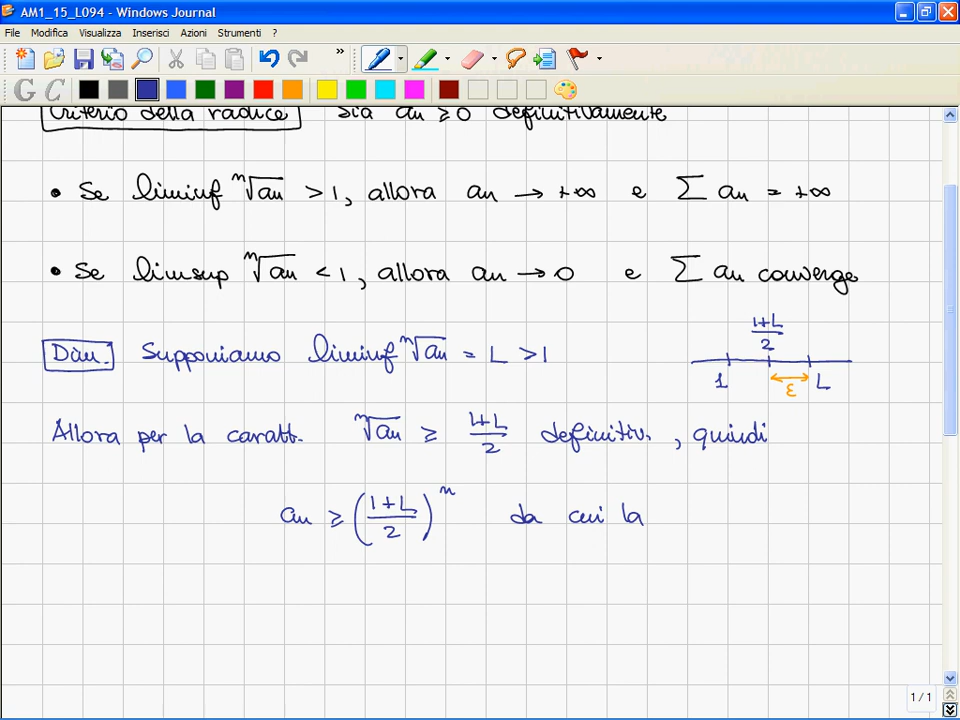 AM1_15_L094 - Windows Journal
File Modifica Visualizza Inserisci Azioni Strumenti ?
Criterio della radice Sia an ≥ 0 definitivamente
• Se liminf ⁿ√an > 1, allora an → +∞ e Σ an = +∞
• Se limsup ⁿ√an < 1, allora an → 0 e Σ an converge
Dim. Supponiamo liminf ⁿ√an = L > 1
1+L/2
1 ε L
Allora per la caratt. ⁿ√an ≥ 1+L/2 definitiv., quindi
an ≥ (1+L/2)ⁿ da cui la
1 / 1